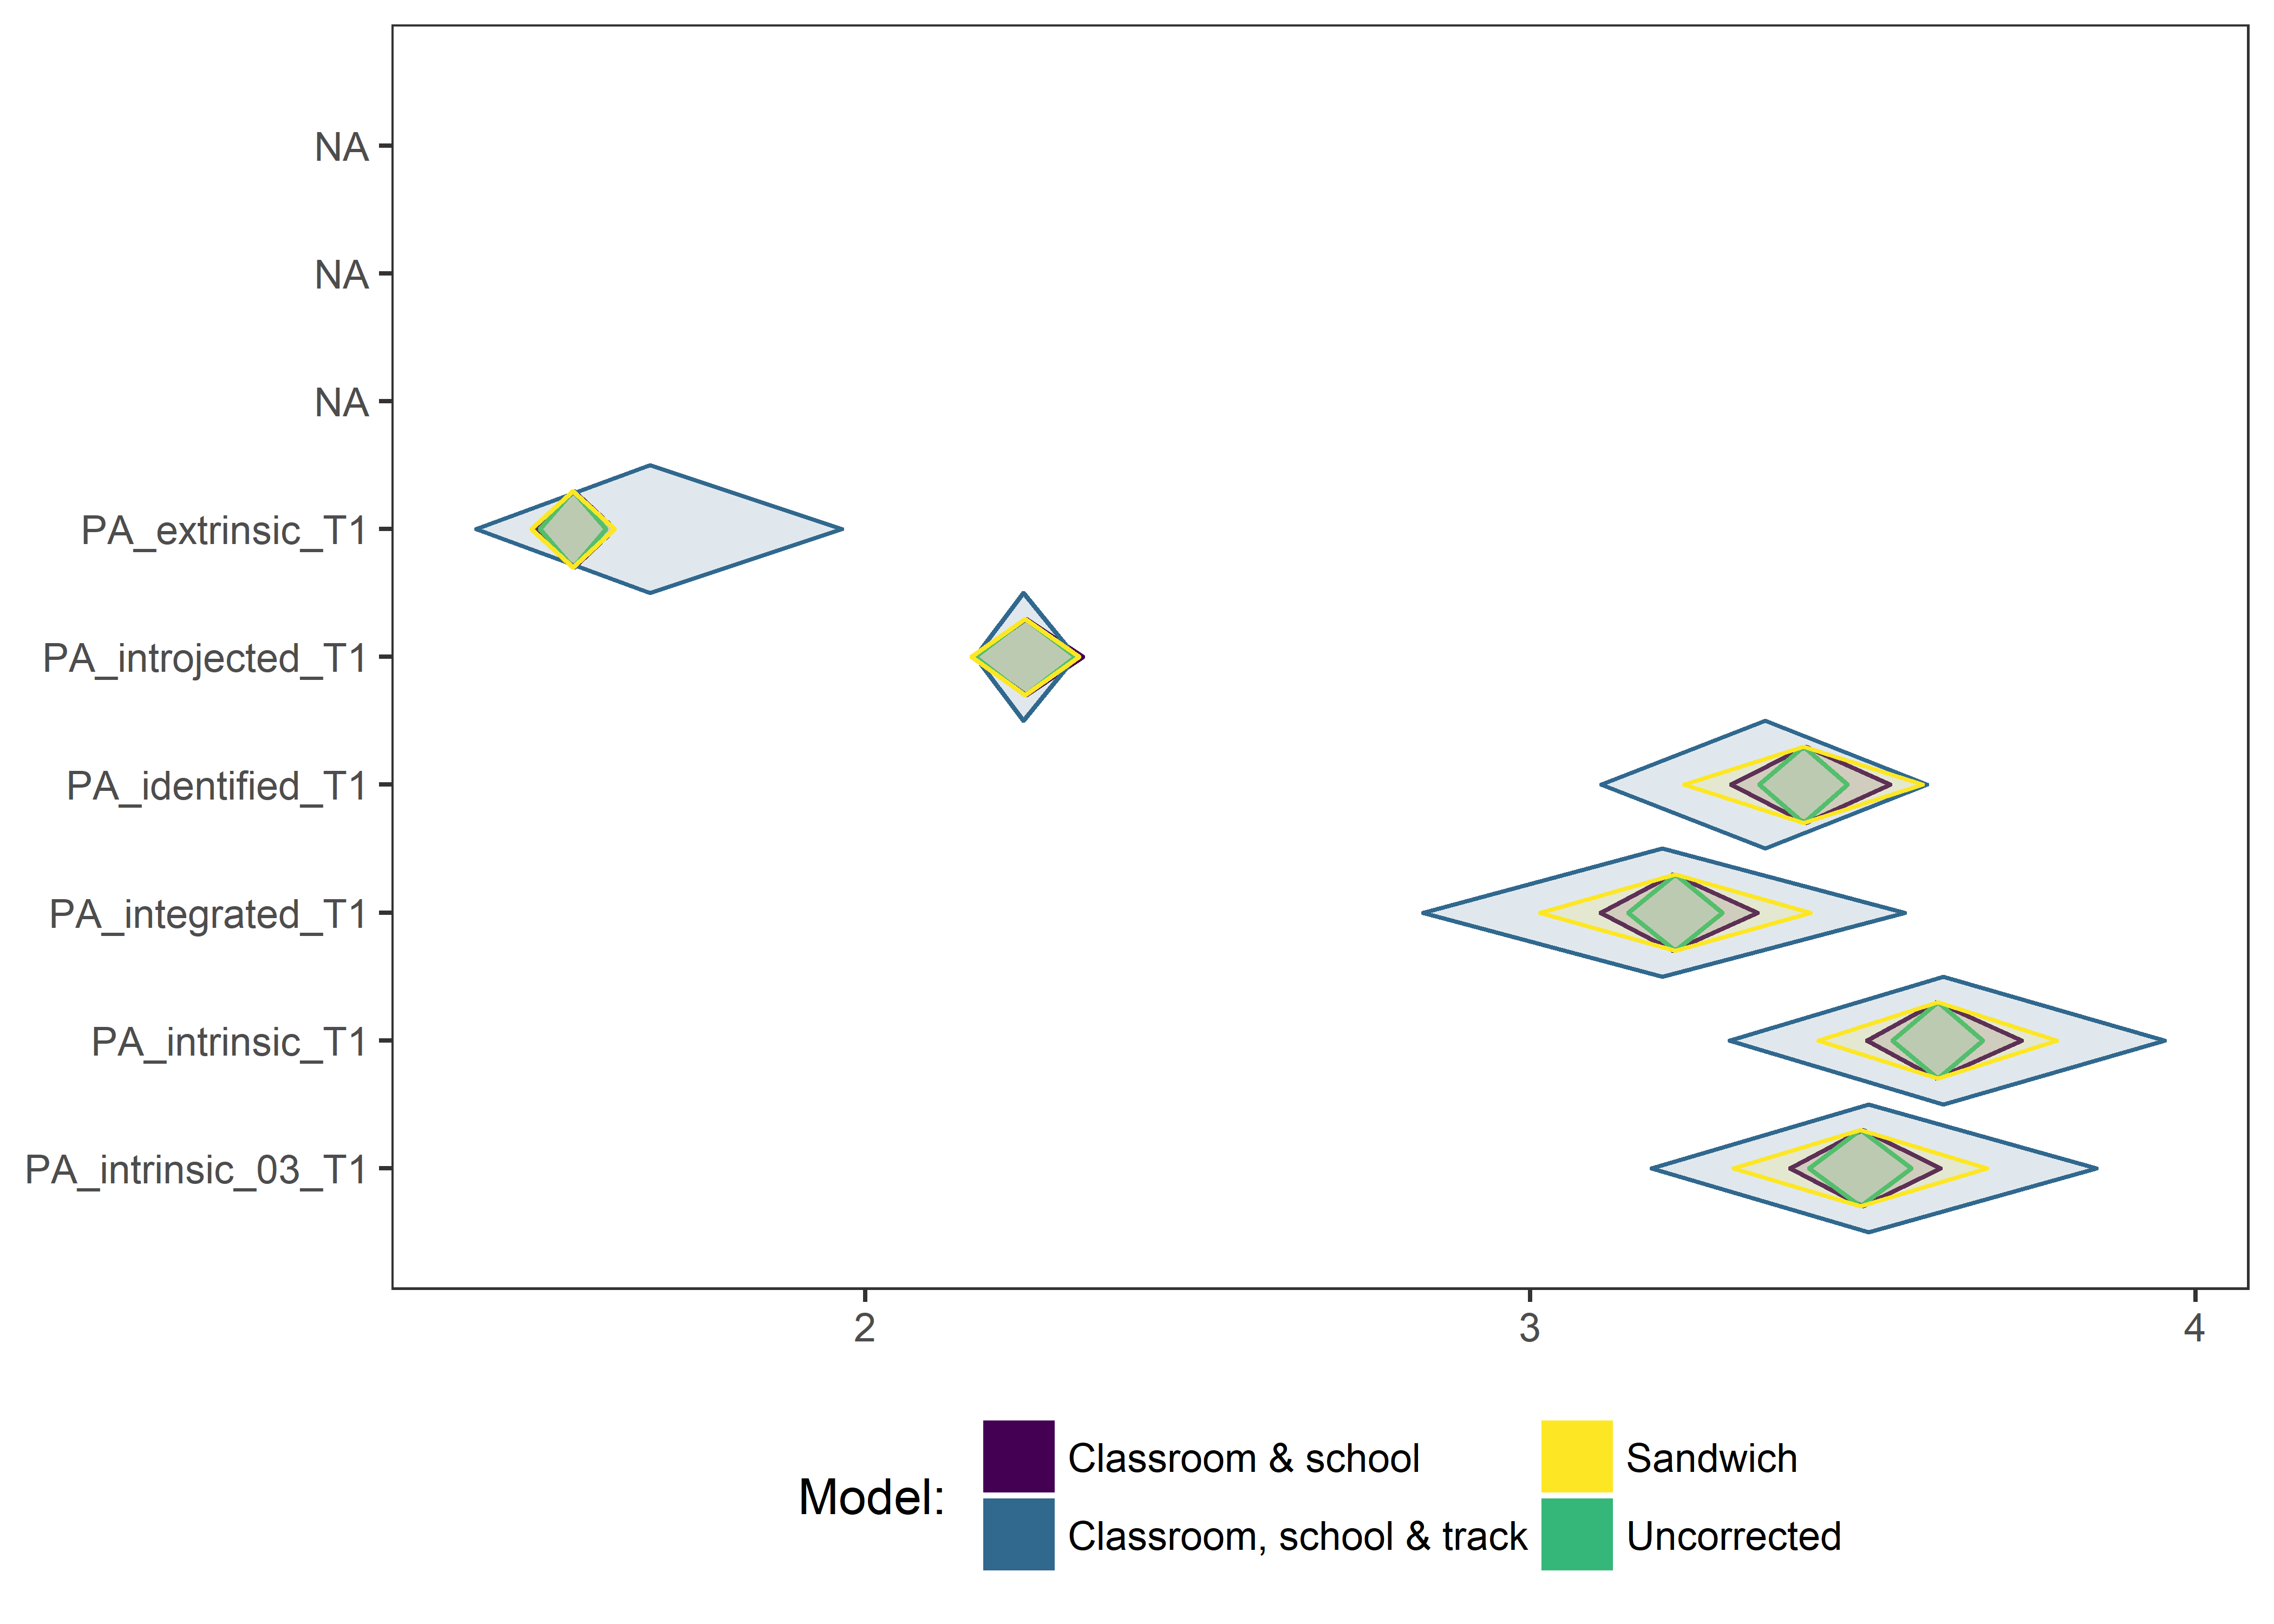 NA
NA
NA
PA_extrinsic_T1
PA_introjected_T1
PA_identified_T1
PA_integrated_T1
PA_intrinsic_T1
PA_intrinsic_03_T1
2 3 4
Model:
Classroom & school
Classroom, school & track
Sandwich
Uncorrected